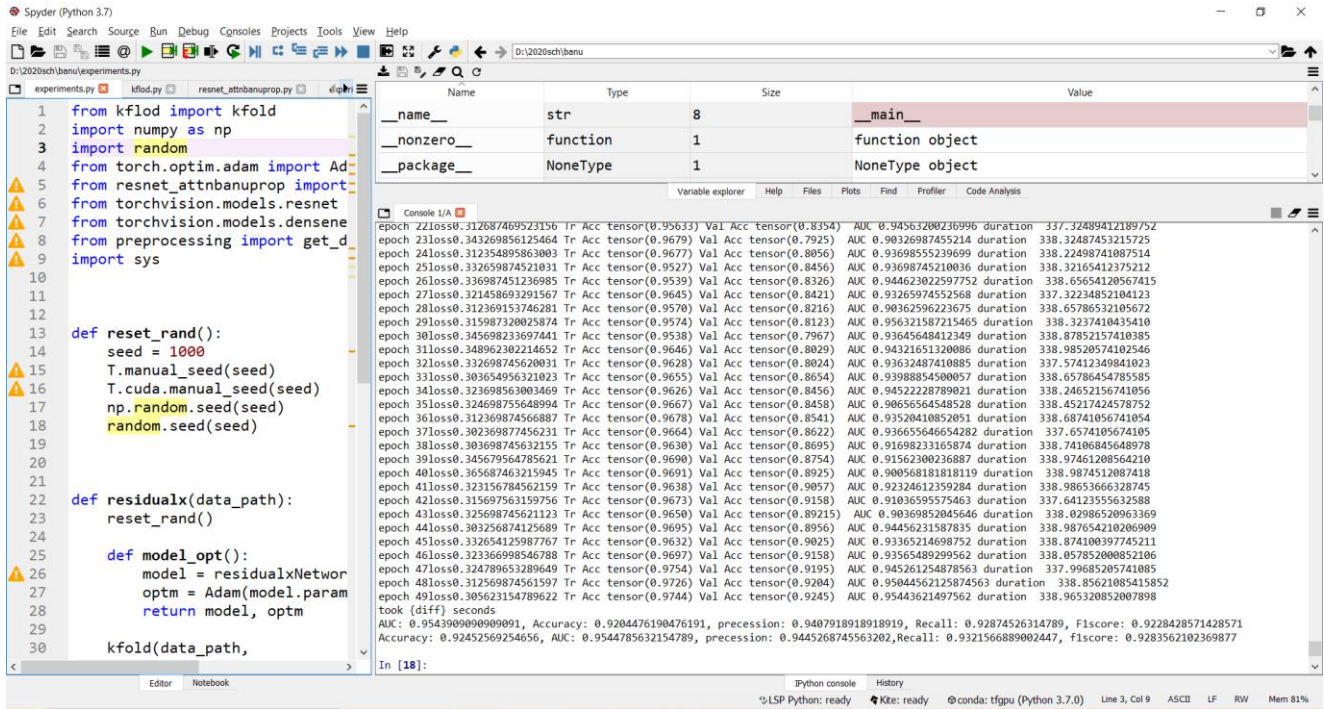 Spyder (Python 3.7)
File Edit Search Source Run Debug Consoles Projects Tools View Help
D:\2020sch\banu
D:\2020sch\banu\experiments.py
experiments.py kflod.py resnet_attnbanuprop.py
1 from kflod import kfold
2 import numpy as np
3 import random
4 from torch.optim.adam import Ad
5 from resnet_attnbanuprop import
6 from torchvision.models.resnet
7 from torchvision.models.densene
8 from preprocessing import get_d
9 import sys
10
11
12
13 def reset_rand():
14 seed = 1000
15 T.manual_seed(seed)
16 T.cuda.manual_seed(seed)
17 np.random.seed(seed)
18 random.seed(seed)
19
20
21
22 def residualx(data_path):
23 reset_rand()
24
25 def model_opt():
26 model = residualxNetwor
27 optm = Adam(model.param
28 return model, optm
29
30 kfold(data_path,
Editor Notebook
Name Type Size Value
__name__ str 8 __main__
__nonzero__ function 1 function object
__package__ NoneType 1 NoneType object
Variable explorer Help Files Plots Find Profiler Code Analysis
Console 1/A
epoch 22loss0.312687469523156 Tr Acc tensor(0.95633) Val Acc tensor(0.8354) AUC 0.94563200236996 duration 337.32489412189752
epoch 23loss0.343269856125464 Tr Acc tensor(0.9679) Val Acc tensor(0.7925) AUC 0.90326987455214 duration 338.32487453215725
epoch 24loss0.312354895863003 Tr Acc tensor(0.9677) Val Acc tensor(0.8056) AUC 0.93698555239699 duration 338.22498741087514
epoch 25loss0.332659874521031 Tr Acc tensor(0.9527) Val Acc tensor(0.8456) AUC 0.93698745210036 duration 338.32165412375212
epoch 26loss0.336987451236985 Tr Acc tensor(0.9539) Val Acc tensor(0.8326) AUC 0.944623022597752 duration 338.65654120567415
epoch 27loss0.321458693291567 Tr Acc tensor(0.9645) Val Acc tensor(0.8421) AUC 0.93265974552568 duration 337.32234852104123
epoch 28loss0.312369153746281 Tr Acc tensor(0.9570) Val Acc tensor(0.8216) AUC 0.90362596223675 duration 338.65786532105672
epoch 29loss0.315987320025874 Tr Acc tensor(0.9574) Val Acc tensor(0.8123) AUC 0.956321587215465 duration 338.3237410435410
epoch 30loss0.345698233697441 Tr Acc tensor(0.9538) Val Acc tensor(0.7967) AUC 0.93645648412349 duration 338.87852157410385
epoch 31loss0.348962302214652 Tr Acc tensor(0.9646) Val Acc tensor(0.8029) AUC 0.94321651320086 duration 338.98520574102546
epoch 32loss0.332698745620031 Tr Acc tensor(0.9628) Val Acc tensor(0.8024) AUC 0.93632487410885 duration 337.57412349841023
epoch 33loss0.303654956321023 Tr Acc tensor(0.9655) Val Acc tensor(0.8654) AUC 0.93988854500057 duration 338.65786454785585
epoch 34loss0.323698563003469 Tr Acc tensor(0.9626) Val Acc tensor(0.8456) AUC 0.94522228789021 duration 338.24652156741056
epoch 35loss0.324698755648994 Tr Acc tensor(0.9667) Val Acc tensor(0.8458) AUC 0.90656564548528 duration 338.45217424578752
epoch 36loss0.312369874566887 Tr Acc tensor(0.9678) Val Acc tensor(0.8541) AUC 0.93520410852051 duration 338.68741056741054
epoch 37loss0.302369877456231 Tr Acc tensor(0.9664) Val Acc tensor(0.8622) AUC 0.936655646654282 duration 337.6574105674105
epoch 38loss0.303698745632155 Tr Acc tensor(0.9630) Val Acc tensor(0.8695) AUC 0.91698233165874 duration 338.74106845648978
epoch 39loss0.345679564785621 Tr Acc tensor(0.9690) Val Acc tensor(0.8754) AUC 0.91562300236887 duration 338.97461208564210
epoch 40loss0.365687463215945 Tr Acc tensor(0.9691) Val Acc tensor(0.8925) AUC 0.900568181818119 duration 338.9874512087418
epoch 41loss0.323156784562159 Tr Acc tensor(0.9638) Val Acc tensor(0.9057) AUC 0.92324612359284 duration 338.98653666328745
epoch 42loss0.315697563159756 Tr Acc tensor(0.9673) Val Acc tensor(0.9158) AUC 0.91036595575463 duration 337.64123555632588
epoch 43loss0.325698745621123 Tr Acc tensor(0.9650) Val Acc tensor(0.89215) AUC 0.90369852045646 duration 338.02986520963369
epoch 44loss0.303256874125689 Tr Acc tensor(0.9695) Val Acc tensor(0.8956) AUC 0.94456231587835 duration 338.987654210206909
epoch 45loss0.332654125987767 Tr Acc tensor(0.9632) Val Acc tensor(0.9025) AUC 0.93365214698752 duration 338.874100397745211
epoch 46loss0.323366998546788 Tr Acc tensor(0.9697) Val Acc tensor(0.9158) AUC 0.93565489299562 duration 338.057852000852106
epoch 47loss0.324789653289649 Tr Acc tensor(0.9754) Val Acc tensor(0.9195) AUC 0.945261254878563 duration 337.99685205741085
epoch 48loss0.312569874561597 Tr Acc tensor(0.9726) Val Acc tensor(0.9204) AUC 0.95044562125874563 duration 338.85621085415852
epoch 49loss0.305623154789622 Tr Acc tensor(0.9744) Val Acc tensor(0.9245) AUC 0.95443621497562 duration 338.965320852007898
took {diff} seconds
AUC: 0.9543909090909091, Accuracy: 0.9204476190476191, precession: 0.9407918918918919, Recall: 0.92874526314789, F1score: 0.9228428571428571
Accuracy: 0.92452569254656, AUC: 0.9544785632154789, precession: 0.9445268745563202,Recall: 0.9321566889002447, f1score: 0.9283562102369877
In [18]:
IPython console History
LSP Python: ready Kite: ready conda: tfgpu (Python 3.7.0) Line 3, Col 9 ASCII LF RW Mem 81%